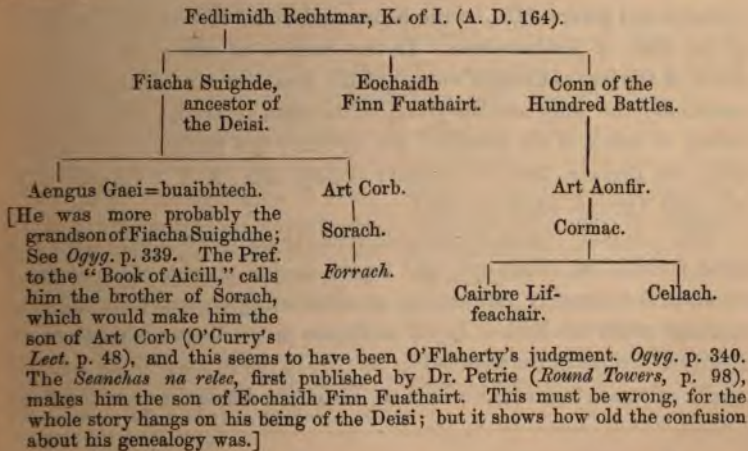 Fedlimidh Rechtmar, K. of I. (A. D. 164).
Fiacha Suighde, ancestor of the Deisi.
Eochaidh Finn Fuathairt.
Conn of the Hundred Battles.
Aengus Gaei=buaibhtech.
Art Corb.
Art Aonfir.
Sorach.
Cormac.
Forrach.
Cairbre Lif-
feachair.
Cellach.
[He was more probably the
grandson of Fiacha Suighdhe;
See Ogyg. p. 339. The Pref.
to the “Book of Aicill,” calls
him the brother of Sorach,
which would make him the
son of Art Corb (O'Curry's
Lect. p. 48), and this seems to have been O'Flaherty's judgment. Ogyg. p. 340.
The Seanchas na relec, first published by Dr. Petrie (Round Towers, p. 98),
makes him the son of Eochaidh Finn Fuathairt. This must be wrong, for the
whole story hangs on his being of the Deisi; but it shows how old the confusion
about his genealogy was.]